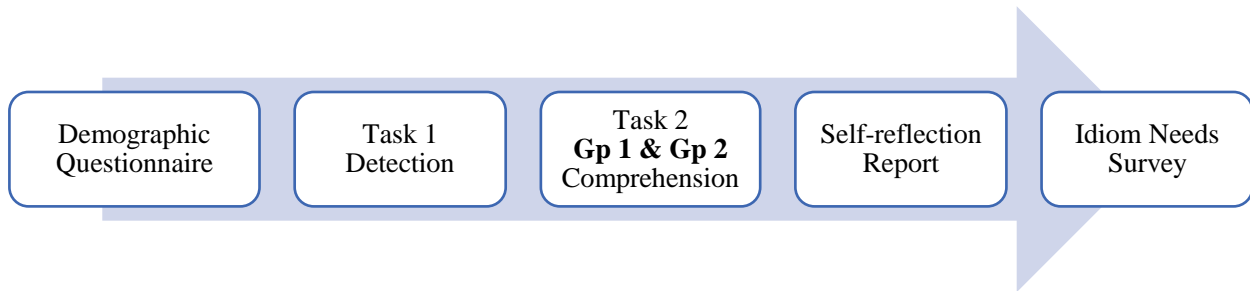 Demographic
Questionnaire
Task 1
Detection
Task 2
Gp 1 & Gp 2
Comprehension
Self-reflection
Report
Idiom Needs
Survey